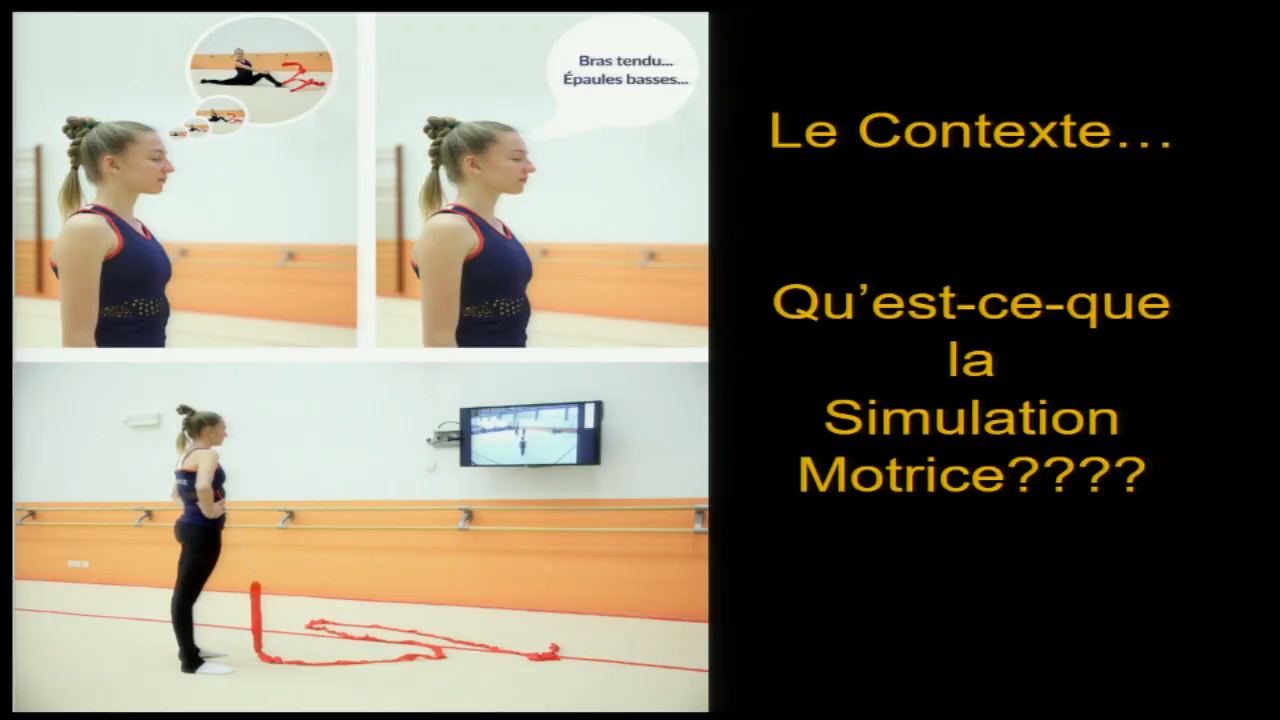 Bras tendu...
Épaules basses...
Le Contexte...
Qu'est-ce-que
la
Simulation
Motrice????